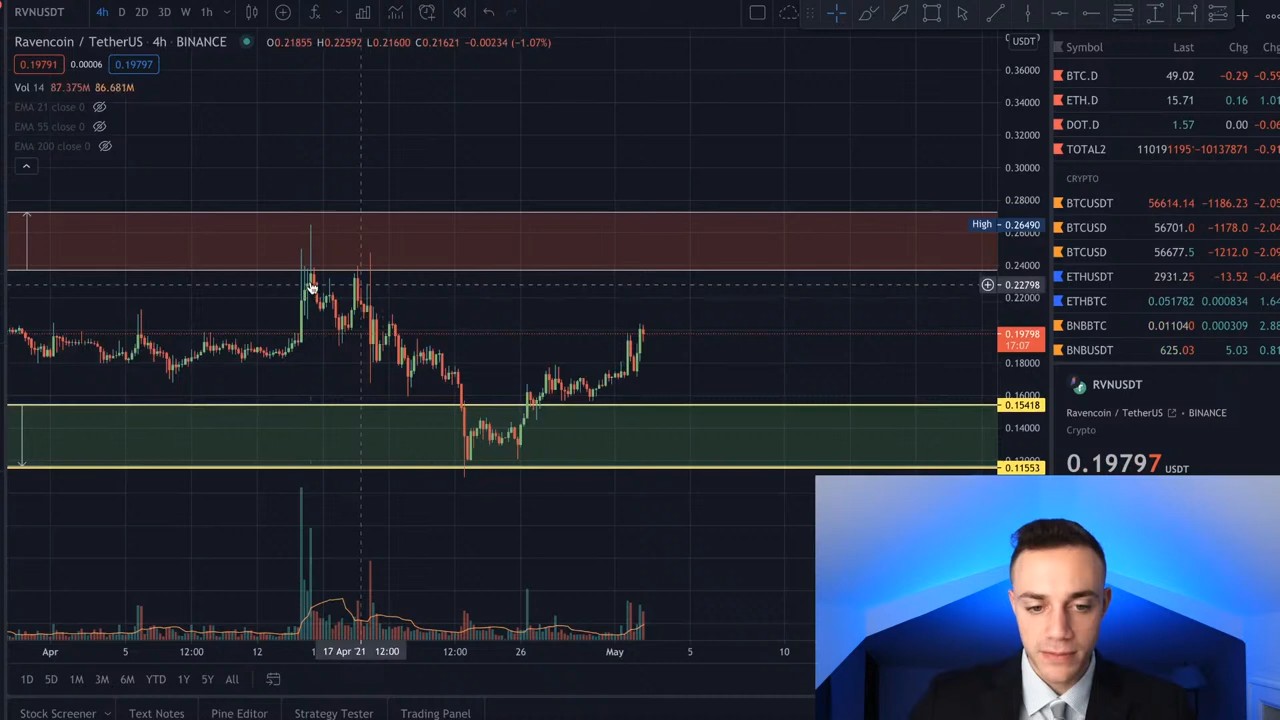 RVNUSDT 4h 1D 2D 3D W 1h
Ravencoin / TetherUS · 4h · BINANCE O0.21855 H0.22592 L0.21600 C0.21621 −0.00234 (−1.07%)
0.19791 0.00006 0.19797
Vol 14 87.375M 86.681M
EMA 21 close 0
EMA 55 close 0
EMA 200 close 0
USDT
0.36000
0.34000
0.32000
0.30000
0.28000
High 0.26490
0.26000
0.24000
0.22798
0.22000
0.19798
17:07
0.18000
0.16000
0.15418
0.14000
0.12000
0.11553
Apr 5 12:00 12 17 Apr '21 12:00 12:00 26 May 5 10
1D 5D 1M 3M 6M YTD 1Y 5Y All
Stock Screener Text Notes Pine Editor Strategy Tester Trading Panel
Symbol Last Chg
BTC.D 49.02 −0.29
ETH.D 15.71 0.16
DOT.D 1.57 0.00
TOTAL2
CRYPTO
BTCUSDT 56614.14 −1186.23
BTCUSD 56701.0 −1178.0
BTCUSD 56677.5 −1212.0
ETHUSDT 2931.25 −13.52
ETHBTC 0.051782 0.000834
BNBBTC 0.011040 0.000309
BNBUSDT 625.03 5.03
RVNUSDT
Ravencoin / TetherUS · BINANCE
Crypto
0.19797 USDT